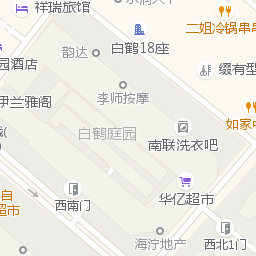 祥瑞旅馆
二姐冷锅串串
白鹤18座
韵达
园酒店
缀有型
李师按摩
伊兰雅阁
如家
白鹤庭园
南联洗衣吧
自
超市
西南门
华亿超市
海泞地产
西北1门